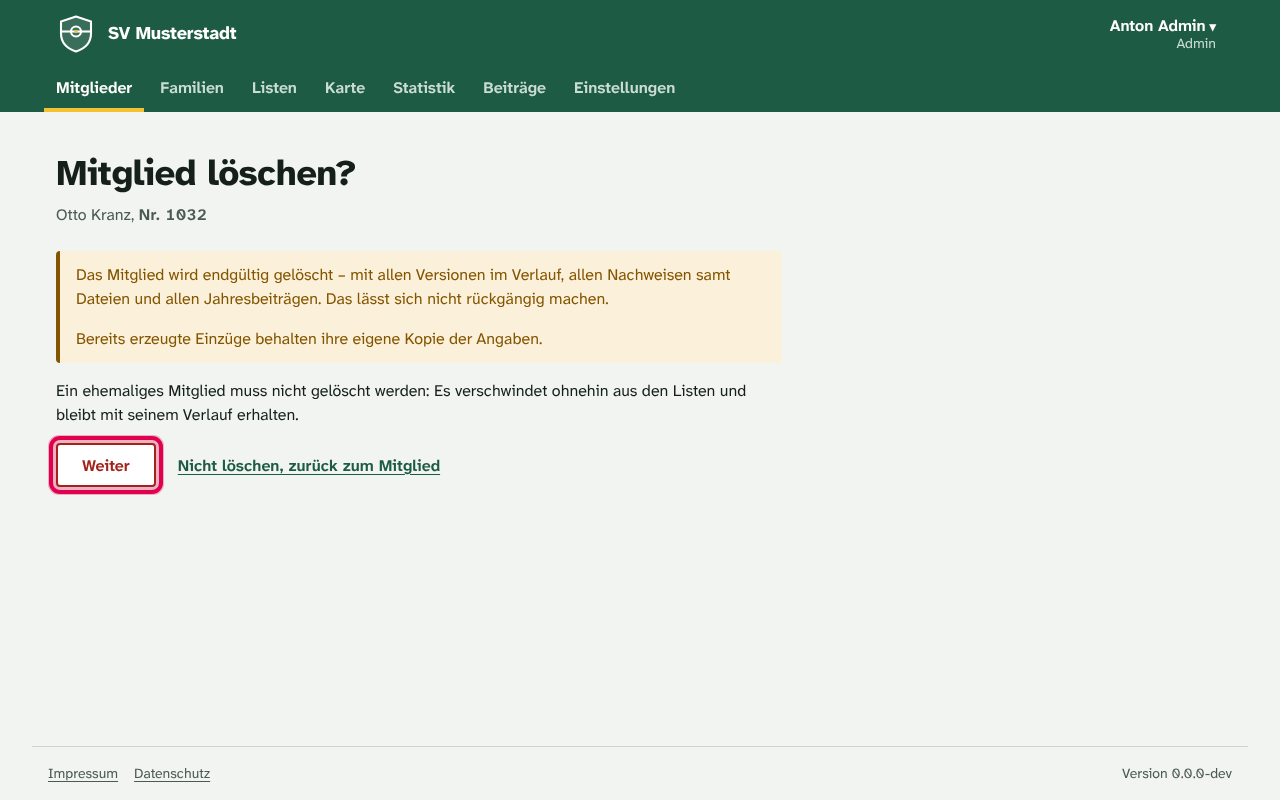 SV Musterstadt
Anton Admin ▾
Admin
Mitglieder
Familien
Listen
Karte
Statistik
Beiträge
Einstellungen
Mitglied löschen?
Otto Kranz, Nr. 1032
Das Mitglied wird endgültig gelöscht – mit allen Versionen im Verlauf, allen Nachweisen samt
Dateien und allen Jahresbeiträgen. Das lässt sich nicht rückgängig machen.
Bereits erzeugte Einzüge behalten ihre eigene Kopie der Angaben.
Ein ehemaliges Mitglied muss nicht gelöscht werden: Es verschwindet ohnehin aus den Listen und
bleibt mit seinem Verlauf erhalten.
Weiter
Nicht löschen, zurück zum Mitglied
Impressum
Datenschutz
Version 0.0.0-dev